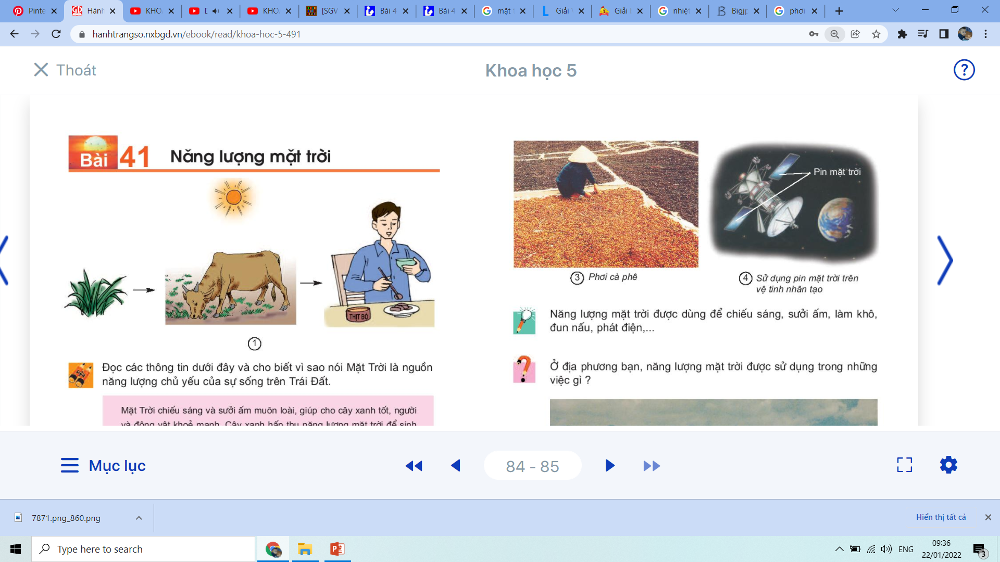 Pinte
Hành
KHO
KHO
[SGV
Bài 4
Bài 4
mặt t
Giải V
Giải
nhiệt
Bigjp
phơi
hanhtrangso.nxbgd.vn/ebook/read/khoa-hoc-5-491
Thoát
Khoa học 5
?
Bài 41 Năng lượng mặt trời
THỊT BÒ
1
Đọc các thông tin dưới đây và cho biết vì sao nói Mặt Trời là nguồn
năng lượng chủ yếu của sự sống trên Trái Đất.
Mặt Trời chiếu sáng và sưởi ấm muôn loài, giúp cho cây xanh tốt, người
và động vật khoẻ mạnh. Cây xanh hấp thụ năng lượng mặt trời để sinh
Pin mặt trời
3 Phơi cà phê
4 Sử dụng pin mặt trời trên
vệ tinh nhân tạo
Năng lượng mặt trời được dùng để chiếu sáng, sưởi ấm, làm khô,
đun nấu, phát điện,...
Ở địa phương bạn, năng lượng mặt trời được sử dụng trong những
việc gì ?
Mục lục
84 - 85
7871.png_860.png
Hiển thị tất cả
Type here to search
ENG
09:36
22/01/2022
3